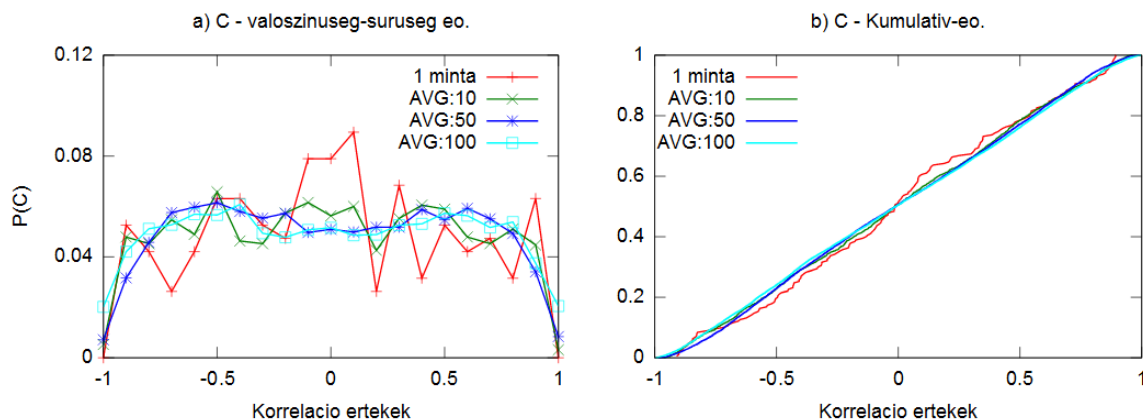 a) C - valoszinuseg-suruseg eo.
0.12
0.08
0.04
0
P(C)
1 minta
AVG:10
AVG:50
AVG:100
-1
-0.5
0
0.5
1
Korrelacio ertekek
b) C - Kumulativ-eo.
1
0.8
0.6
0.4
0.2
0
1 minta
AVG:10
AVG:50
AVG:100
-1
-0.5
0
0.5
1
Korrelacio ertekek